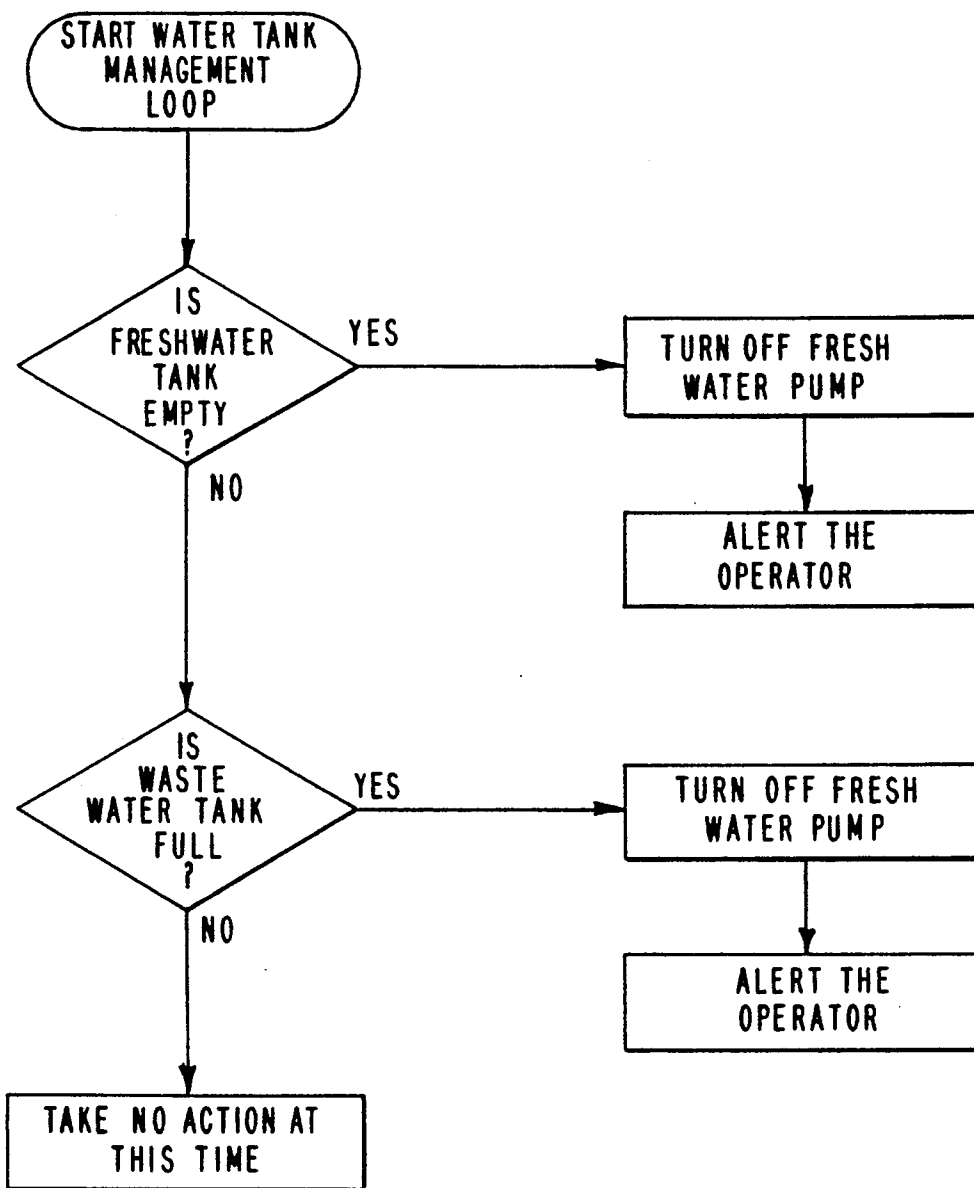 START WATER TANK
MANAGEMENT
LOOP
IS
FRESHWATER
TANK
EMPTY
?
YES
TURN OFF FRESH
WATER PUMP
ALERT THE
OPERATOR
NO
IS
WASTE
WATER TANK
FULL
?
YES
TURN OFF FRESH
WATER PUMP
ALERT THE
OPERATOR
NO
TAKE NO ACTION AT
THIS TIME